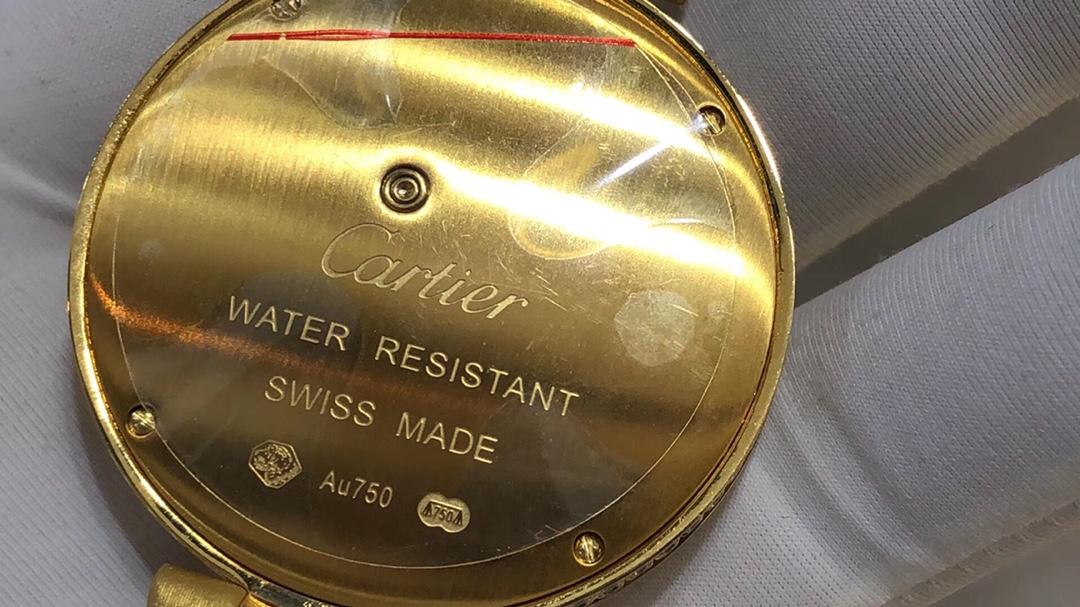 Cartier
WATER RESISTANT
SWISS MADE
Au750 750